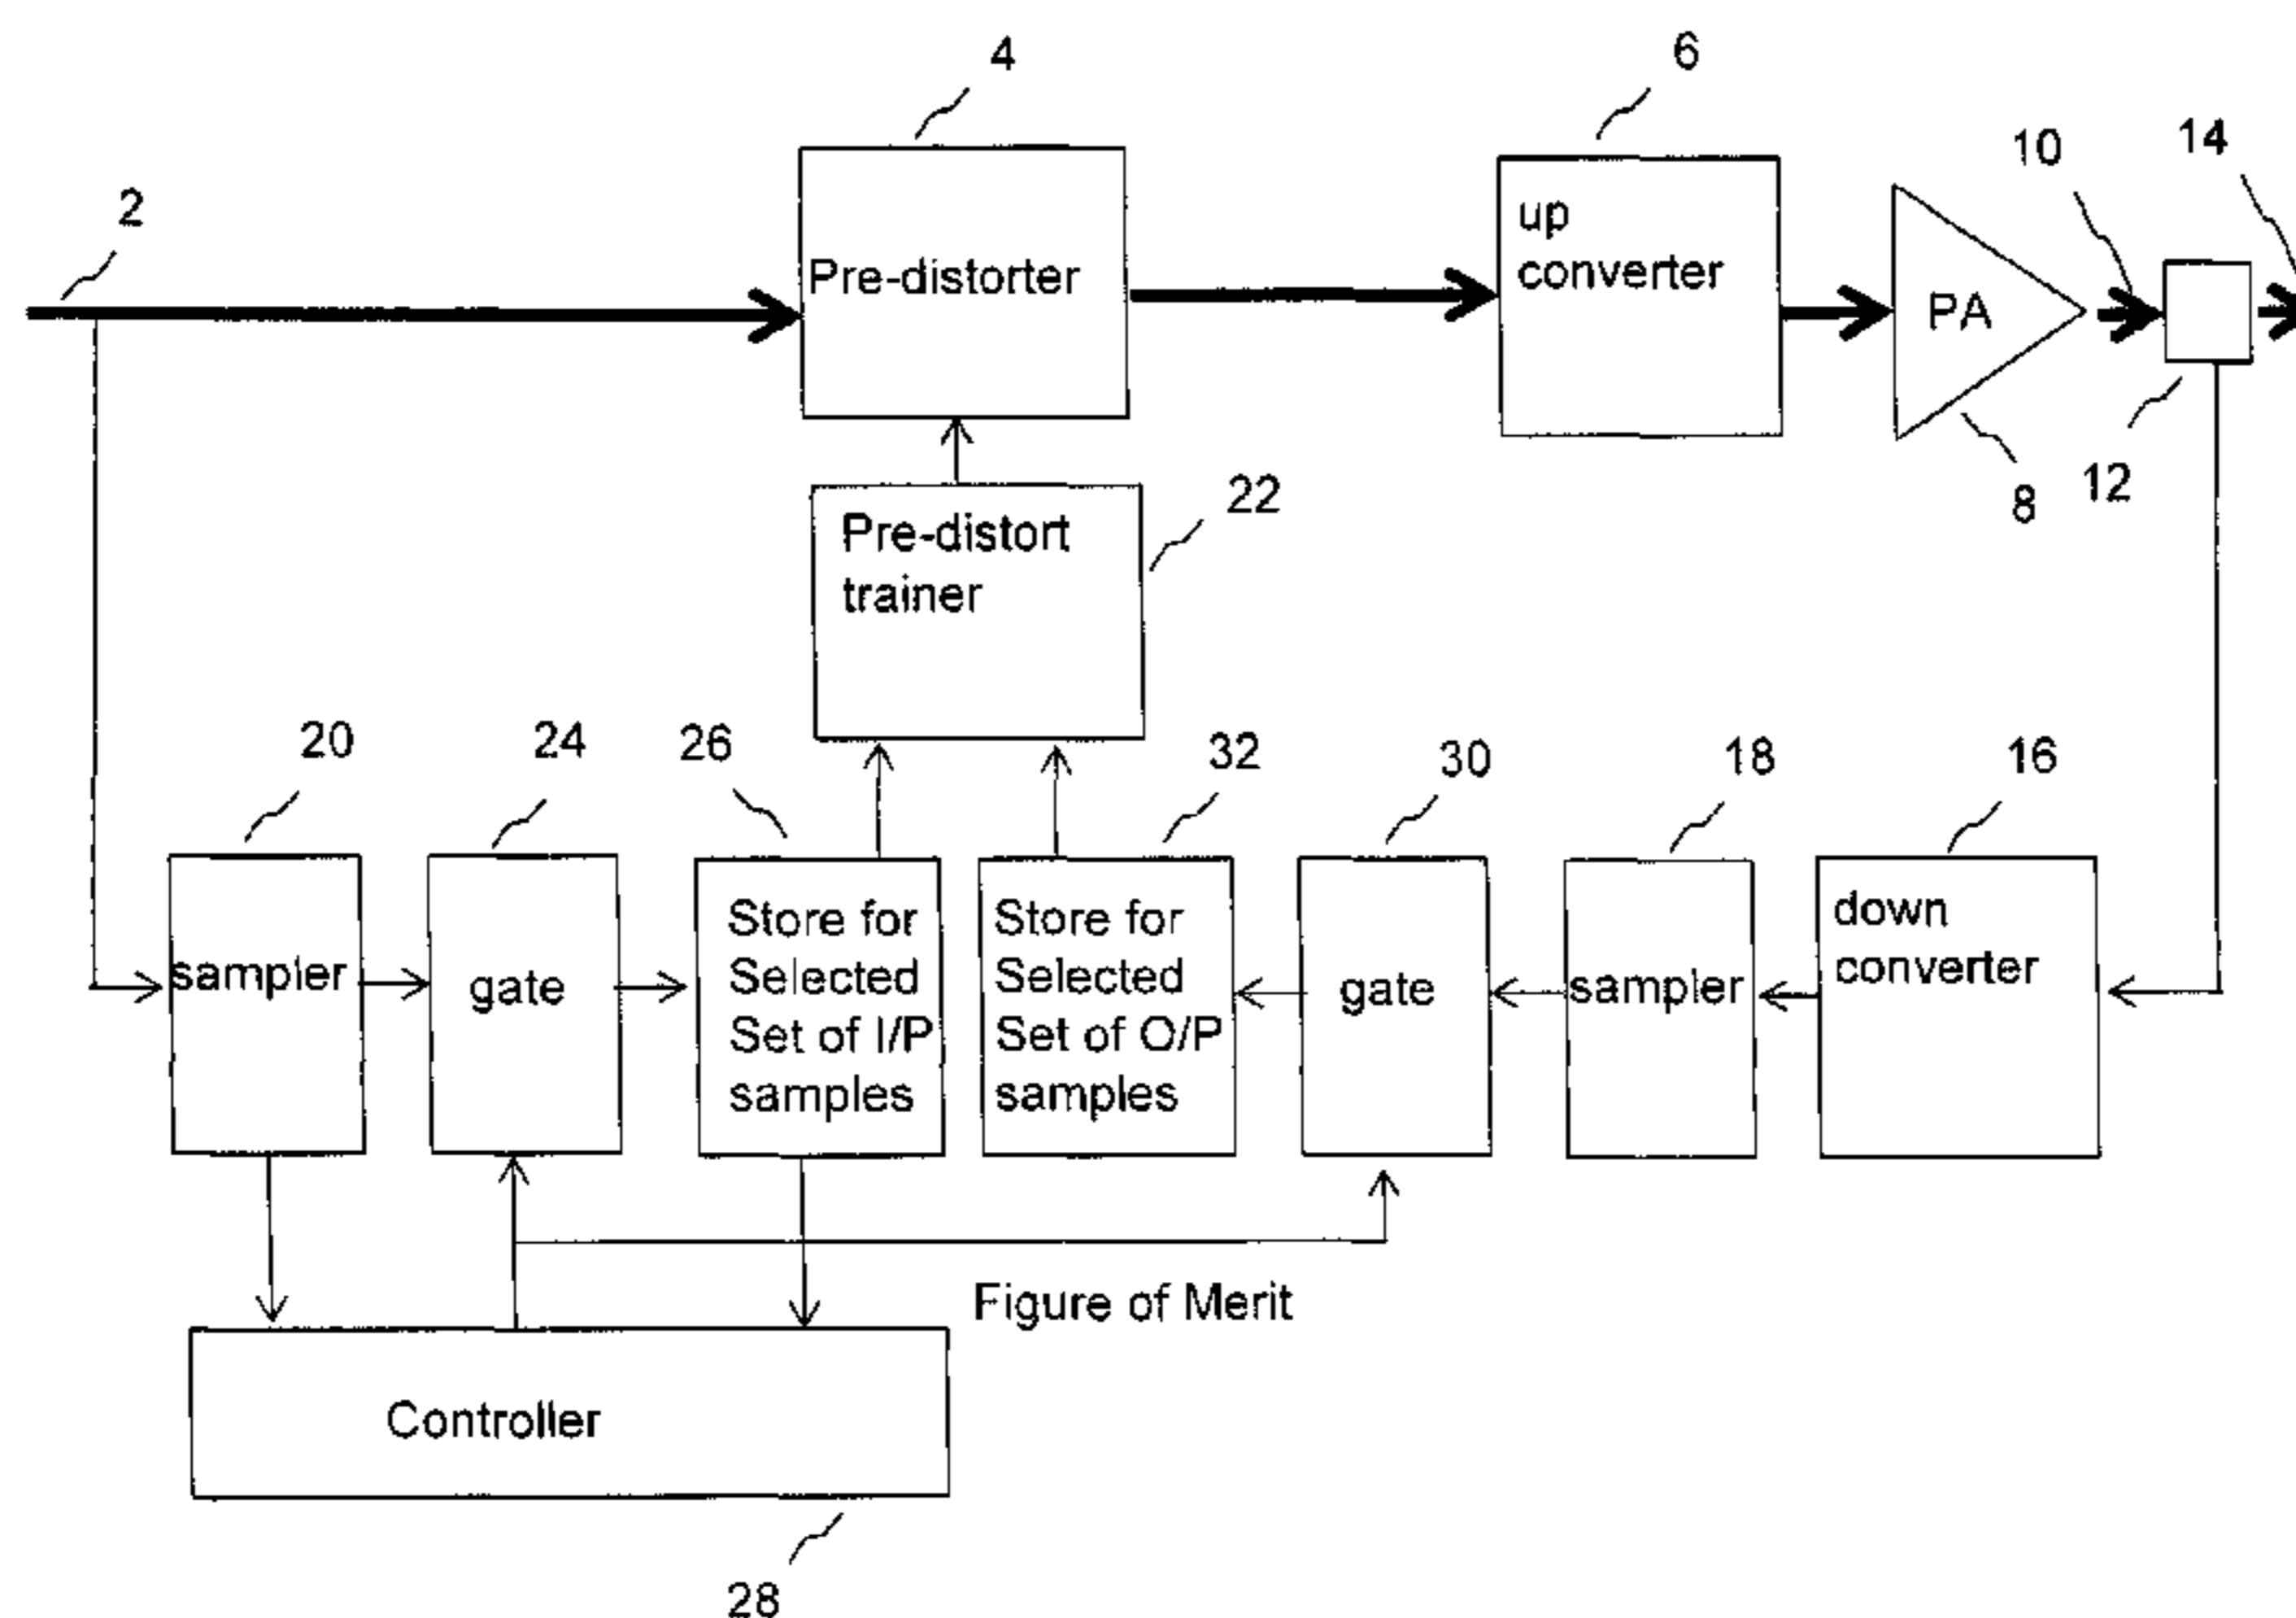 4
6
10
14
2
up
converter
Pre-distorter
PA
22
12
8
Pre-distort
trainer
20
24
26
32
30
18
16
sampler
gate
Store for
Selected
Set of I/P
samples
Store for
Selected
Set of O/P
samples
gate
sampler
down
converter
Figure of Merit
Controller
28